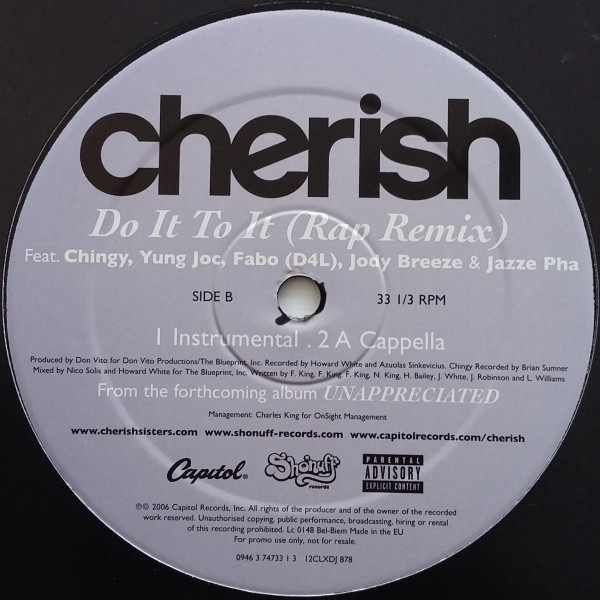 cherish
Do It To It (Rap Remix)
Feat. Chingy, Yung Joc, Fabo (D4L), Jody Breeze & Jazze Pha
SIDE B 33 1/3 RPM
1 Instrumental . 2 A Cappella
Produced by Don Vito for Don Vito Productions/The Blueprint, Inc. Recorded by Howard White and Azuolas Sinkevicius. Chingy Recorded by Brian Sumner
Mixed by Nico Solis and Howard White for The Blueprint, Inc. Written by F. King, F. King, F. King, N. King, H. Bailey, J. White, J. Robinson and L. Williams
From the forthcoming album UNAPPRECIATED
Management: Charles King for OnSight Management
www.cherishsisters.com www.shonuff-records.com www.capitolrecords.com/cherish
Capitol® Sho'nuff records PARENTAL ADVISORY EXPLICIT CONTENT
℗© 2006 Capitol Records, Inc. All rights of the producer and of the owner of the recorded
work reserved. Unauthorised copying, public performance, broadcasting, hiring or rental
of this recording prohibited. Lc 0148 Bel-Biem Made in the EU
For promo use only, not for resale.
0946 3 74733 1 3 12CLXDJ 878